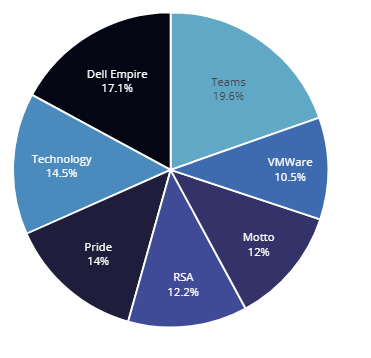 Dell Empire
17.1%
Teams
19.6%
Technology
14.5%
VMWare
10.5%
Pride
14%
Motto
12%
RSA
12.2%